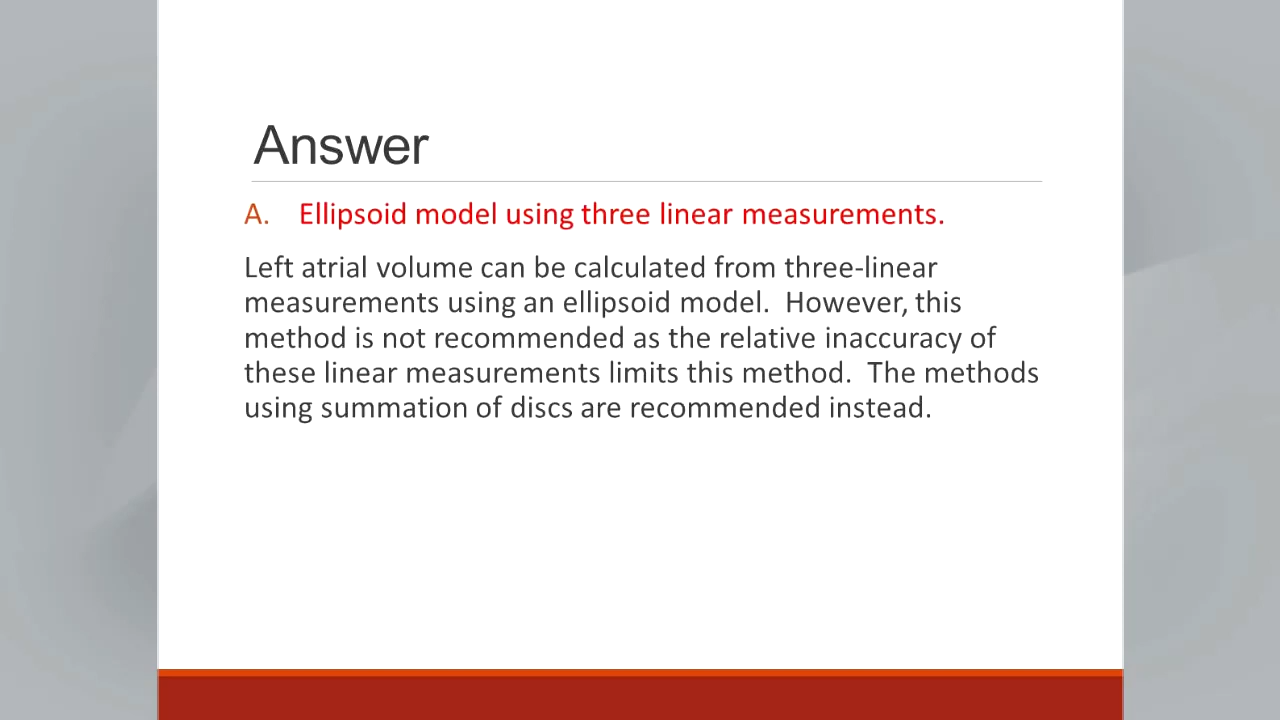 Answer
A. Ellipsoid model using three linear measurements.
Left atrial volume can be calculated from three-linear
measurements using an ellipsoid model.  However, this
method is not recommended as the relative inaccuracy of
these linear measurements limits this method.  The methods
using summation of discs are recommended instead.